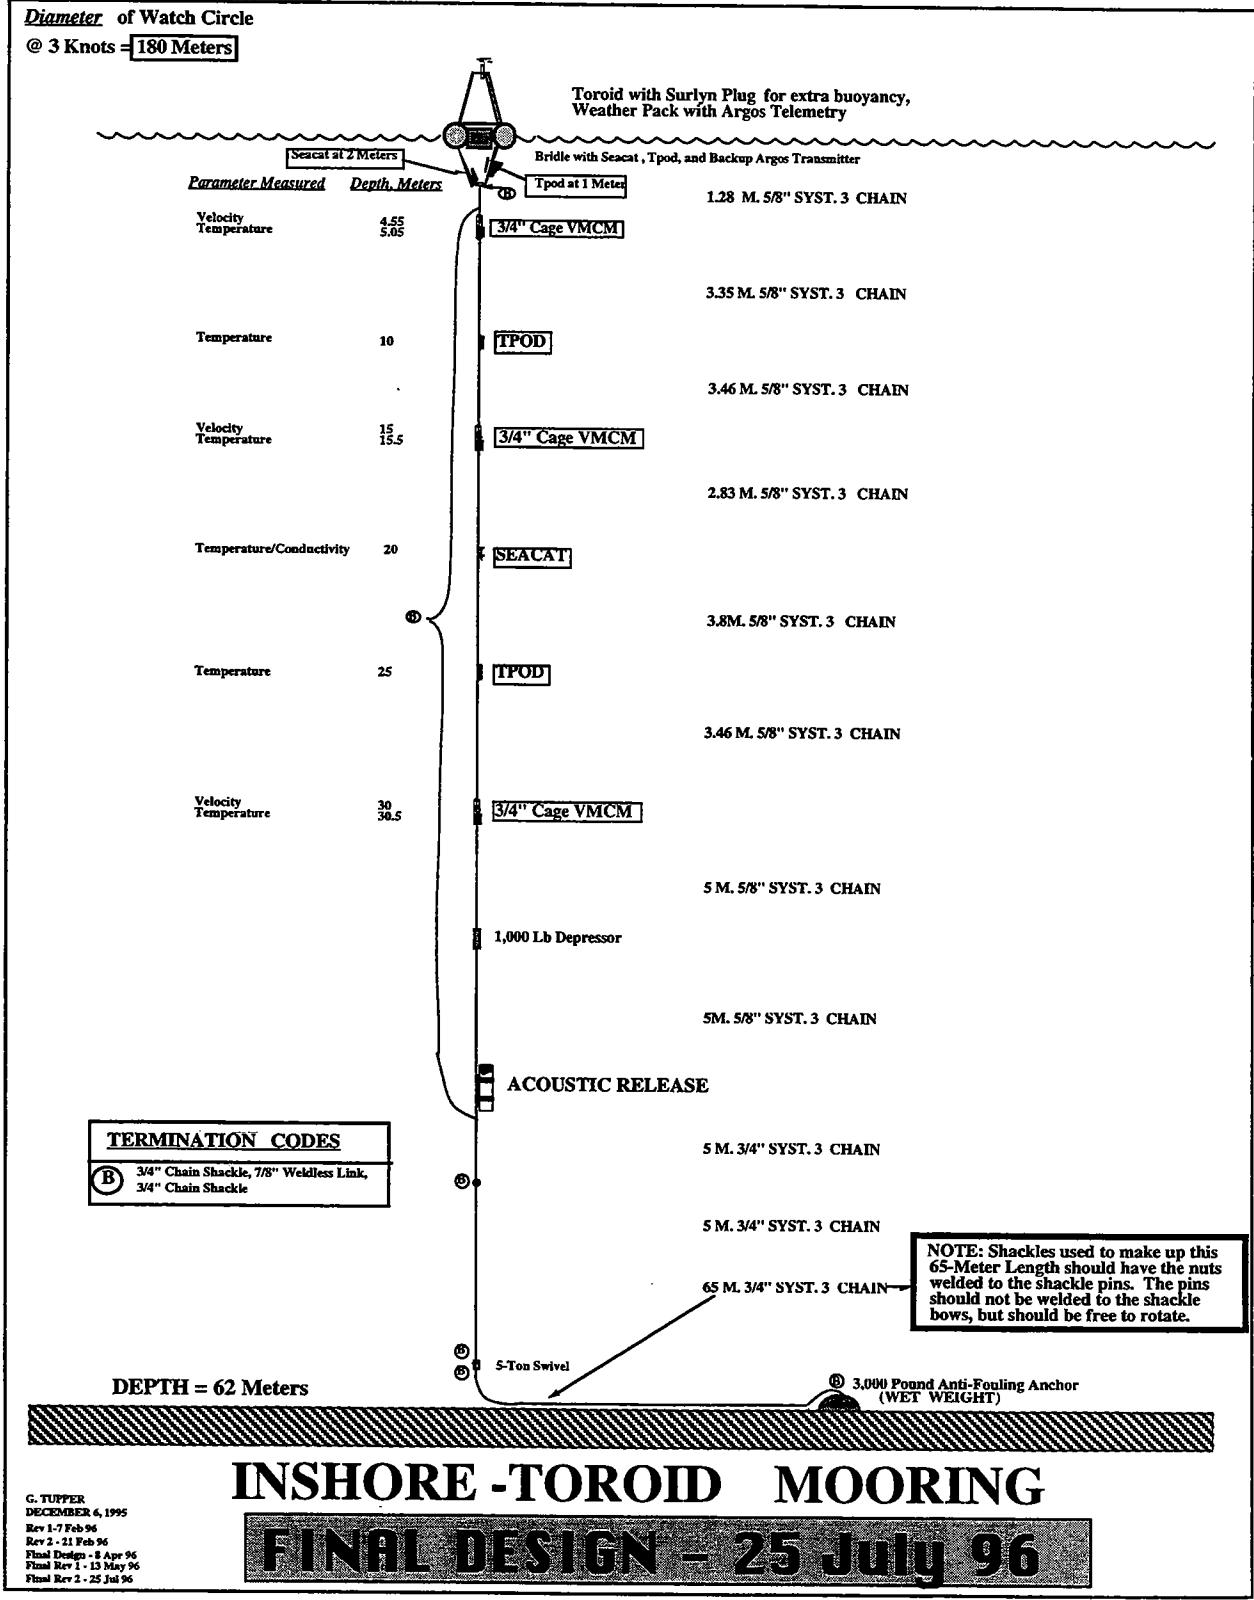 Diameter of Watch Circle
@ 3 Knots = 180 Meters
Toroid with Surlyn Plug for extra buoyancy,
Weather Pack with Argos Telemetry
Seacat at 2 Meters
Bridle with Seacat , Tpod, and Backup Argos Transmitter
Parameter Measured Depth, Meters
Tpod at 1 Meter
B
1.28 M. 5/8" SYST. 3 CHAIN
Velocity 4.55
Temperature 5.05
3/4" Cage VMCM
3.35 M. 5/8" SYST. 3 CHAIN
Temperature 10
TPOD
3.46 M. 5/8" SYST. 3 CHAIN
Velocity 15
Temperature 15.5
3/4" Cage VMCM
2.83 M. 5/8" SYST. 3 CHAIN
Temperature/Conductivity 20
SEACAT
B
3.8M. 5/8" SYST. 3 CHAIN
Temperature 25
TPOD
3.46 M. 5/8" SYST. 3 CHAIN
Velocity 30
Temperature 30.5
3/4" Cage VMCM
5 M. 5/8" SYST. 3 CHAIN
1,000 Lb Depressor
5M. 5/8" SYST. 3 CHAIN
ACOUSTIC RELEASE
TERMINATION CODES
B 3/4" Chain Shackle, 7/8" Weldless Link,
3/4" Chain Shackle
5 M. 3/4" SYST. 3 CHAIN
B
5 M. 3/4" SYST. 3 CHAIN
65 M. 3/4" SYST. 3 CHAIN
NOTE: Shackles used to make up this
65-Meter Length should have the nuts
welded to the shackle pins. The pins
should not be welded to the shackle
bows, but should be free to rotate.
B
B
5-Ton Swivel
DEPTH = 62 Meters
B 3,000 Pound Anti-Fouling Anchor
(WET WEIGHT)
INSHORE -TOROID MOORING
FINAL DESIGN - 25 July 96
G. TUPPER
DECEMBER 6, 1995
Rev 1-7 Feb 96
Rev 2 - 21 Feb 96
Final Design - 8 Apr 96
Final Rev 1 - 13 May 96
Final Rev 2 - 25 Jul 96